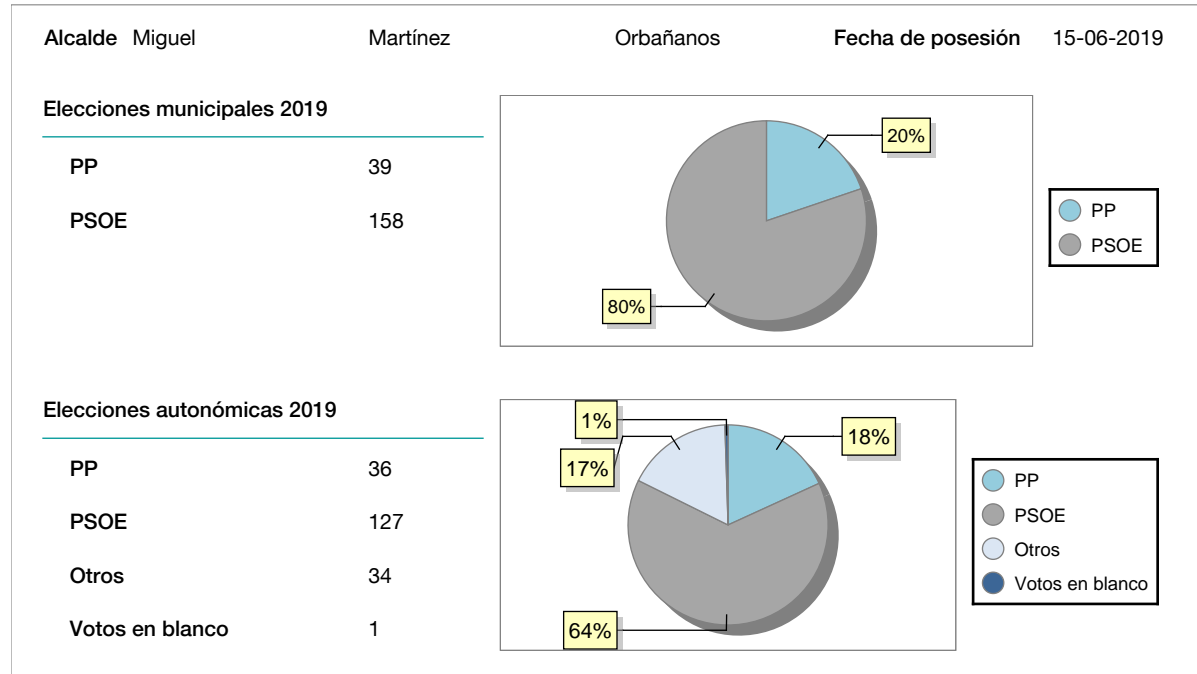 Alcalde Miguel Martínez Orbañanos Fecha de posesión 15-06-2019
Elecciones municipales 2019
PP 39
PSOE 158
20%
80%
PP
PSOE
Elecciones autonómicas 2019
PP 36
PSOE 127
Otros 34
Votos en blanco 1
1%
18%
17%
64%
PP
PSOE
Otros
Votos en blanco